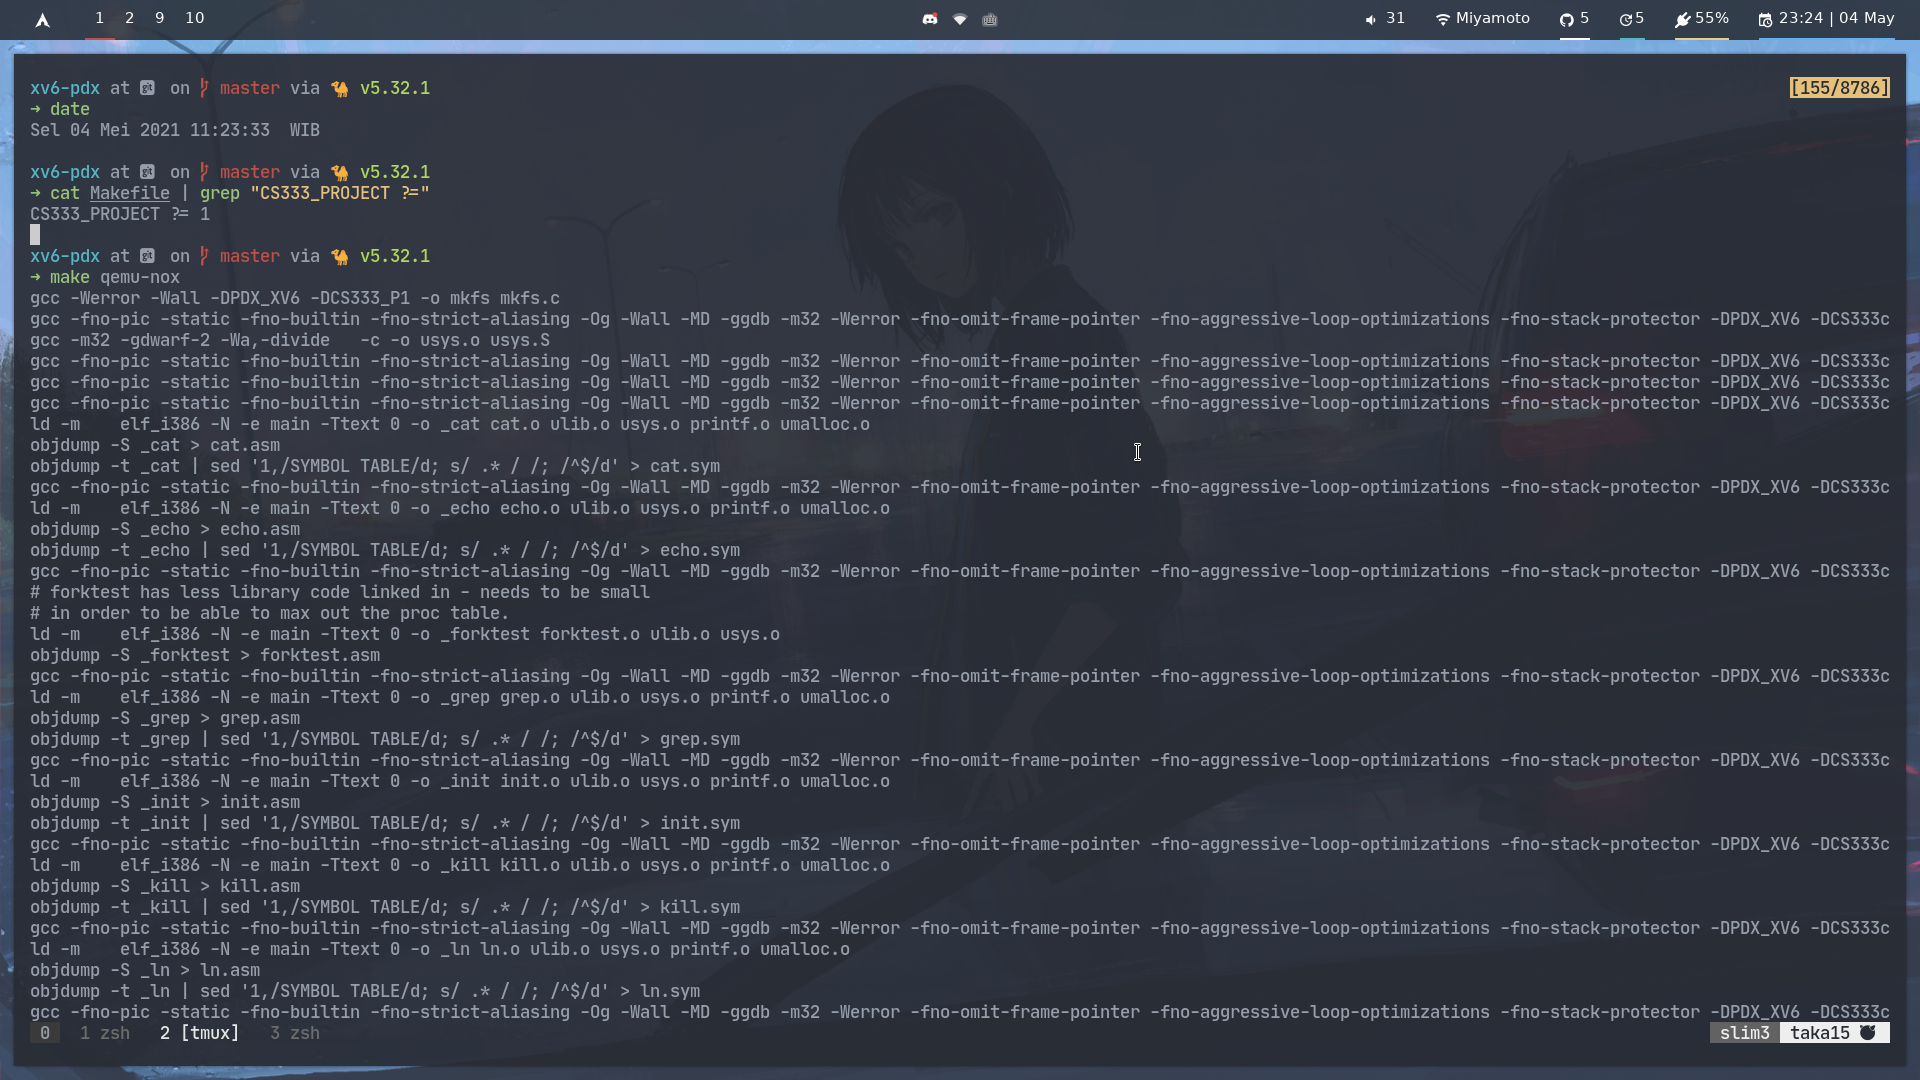 1 2 9 10 31 Miyamoto 5 5 55% 23:24 | 04 May
xv6-pdx at git on master via v5.32.1 [155/8786]
→ date
Sel 04 Mei 2021 11:23:33  WIB
xv6-pdx at git on master via v5.32.1
→ cat Makefile | grep "CS333_PROJECT ?="
CS333_PROJECT ?= 1
xv6-pdx at git on master via v5.32.1
→ make qemu-nox
gcc -Werror -Wall -DPDX_XV6 -DCS333_P1 -o mkfs mkfs.c
gcc -fno-pic -static -fno-builtin -fno-strict-aliasing -Og -Wall -MD -ggdb -m32 -Werror -fno-omit-frame-pointer -fno-aggressive-loop-optimizations -fno-stack-protector -DPDX_XV6 -DCS333c
gcc -m32 -gdwarf-2 -Wa,-divide   -c -o usys.o usys.S
gcc -fno-pic -static -fno-builtin -fno-strict-aliasing -Og -Wall -MD -ggdb -m32 -Werror -fno-omit-frame-pointer -fno-aggressive-loop-optimizations -fno-stack-protector -DPDX_XV6 -DCS333c
gcc -fno-pic -static -fno-builtin -fno-strict-aliasing -Og -Wall -MD -ggdb -m32 -Werror -fno-omit-frame-pointer -fno-aggressive-loop-optimizations -fno-stack-protector -DPDX_XV6 -DCS333c
gcc -fno-pic -static -fno-builtin -fno-strict-aliasing -Og -Wall -MD -ggdb -m32 -Werror -fno-omit-frame-pointer -fno-aggressive-loop-optimizations -fno-stack-protector -DPDX_XV6 -DCS333c
ld -m    elf_i386 -N -e main -Ttext 0 -o _cat cat.o ulib.o usys.o printf.o umalloc.o
objdump -S _cat > cat.asm
objdump -t _cat | sed '1,/SYMBOL TABLE/d; s/ .* / /; /^$/d' > cat.sym
gcc -fno-pic -static -fno-builtin -fno-strict-aliasing -Og -Wall -MD -ggdb -m32 -Werror -fno-omit-frame-pointer -fno-aggressive-loop-optimizations -fno-stack-protector -DPDX_XV6 -DCS333c
ld -m    elf_i386 -N -e main -Ttext 0 -o _echo echo.o ulib.o usys.o printf.o umalloc.o
objdump -S _echo > echo.asm
objdump -t _echo | sed '1,/SYMBOL TABLE/d; s/ .* / /; /^$/d' > echo.sym
gcc -fno-pic -static -fno-builtin -fno-strict-aliasing -Og -Wall -MD -ggdb -m32 -Werror -fno-omit-frame-pointer -fno-aggressive-loop-optimizations -fno-stack-protector -DPDX_XV6 -DCS333c
# forktest has less library code linked in - needs to be small
# in order to be able to max out the proc table.
ld -m    elf_i386 -N -e main -Ttext 0 -o _forktest forktest.o ulib.o usys.o
objdump -S _forktest > forktest.asm
gcc -fno-pic -static -fno-builtin -fno-strict-aliasing -Og -Wall -MD -ggdb -m32 -Werror -fno-omit-frame-pointer -fno-aggressive-loop-optimizations -fno-stack-protector -DPDX_XV6 -DCS333c
ld -m    elf_i386 -N -e main -Ttext 0 -o _grep grep.o ulib.o usys.o printf.o umalloc.o
objdump -S _grep > grep.asm
objdump -t _grep | sed '1,/SYMBOL TABLE/d; s/ .* / /; /^$/d' > grep.sym
gcc -fno-pic -static -fno-builtin -fno-strict-aliasing -Og -Wall -MD -ggdb -m32 -Werror -fno-omit-frame-pointer -fno-aggressive-loop-optimizations -fno-stack-protector -DPDX_XV6 -DCS333c
ld -m    elf_i386 -N -e main -Ttext 0 -o _init init.o ulib.o usys.o printf.o umalloc.o
objdump -S _init > init.asm
objdump -t _init | sed '1,/SYMBOL TABLE/d; s/ .* / /; /^$/d' > init.sym
gcc -fno-pic -static -fno-builtin -fno-strict-aliasing -Og -Wall -MD -ggdb -m32 -Werror -fno-omit-frame-pointer -fno-aggressive-loop-optimizations -fno-stack-protector -DPDX_XV6 -DCS333c
ld -m    elf_i386 -N -e main -Ttext 0 -o _kill kill.o ulib.o usys.o printf.o umalloc.o
objdump -S _kill > kill.asm
objdump -t _kill | sed '1,/SYMBOL TABLE/d; s/ .* / /; /^$/d' > kill.sym
gcc -fno-pic -static -fno-builtin -fno-strict-aliasing -Og -Wall -MD -ggdb -m32 -Werror -fno-omit-frame-pointer -fno-aggressive-loop-optimizations -fno-stack-protector -DPDX_XV6 -DCS333c
ld -m    elf_i386 -N -e main -Ttext 0 -o _ln ln.o ulib.o usys.o printf.o umalloc.o
objdump -S _ln > ln.asm
objdump -t _ln | sed '1,/SYMBOL TABLE/d; s/ .* / /; /^$/d' > ln.sym
gcc -fno-pic -static -fno-builtin -fno-strict-aliasing -Og -Wall -MD -ggdb -m32 -Werror -fno-omit-frame-pointer -fno-aggressive-loop-optimizations -fno-stack-protector -DPDX_XV6 -DCS333c
0 1 zsh 2 [tmux] 3 zsh slim3 taka15